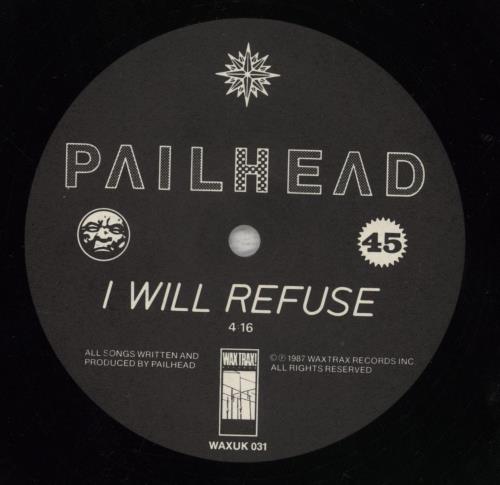 PAILHEAD
45
I WILL REFUSE
4:16
ALL SONGS WRITTEN AND
PRODUCED BY PAILHEAD
WAX TRAX!
RECORDS
©℗1987 WAXTRAX RECORDS INC.
ALL RIGHTS RESERVED
WAXUK 031